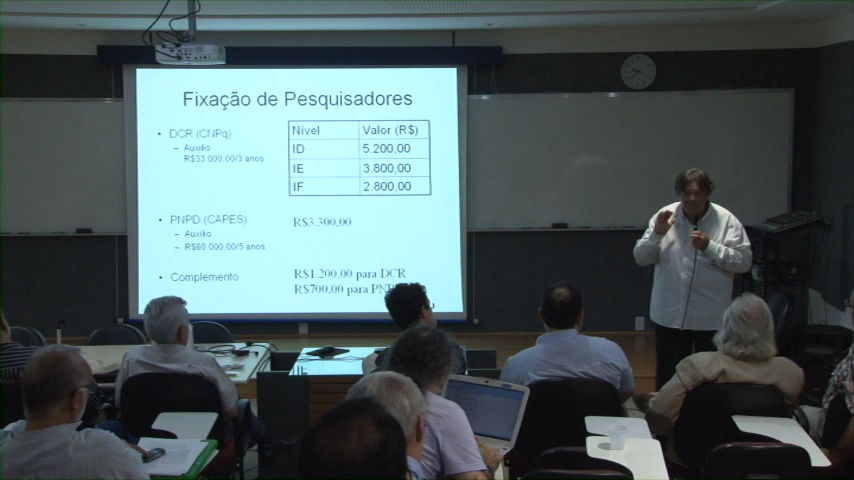 Fixação de Pesquisadores
• DCR (CNPq)
– Auxílio
R$33.000,00/3 anos
Nível Valor (R$)
ID 5.200,00
IE 3.800,00
IF 2.800,00
• PNPD (CAPES) R$3.300,00
– Auxílio
– R$60.000,00/5 anos
• Complemento R$1.200,00 para DCR
R$700,00 para